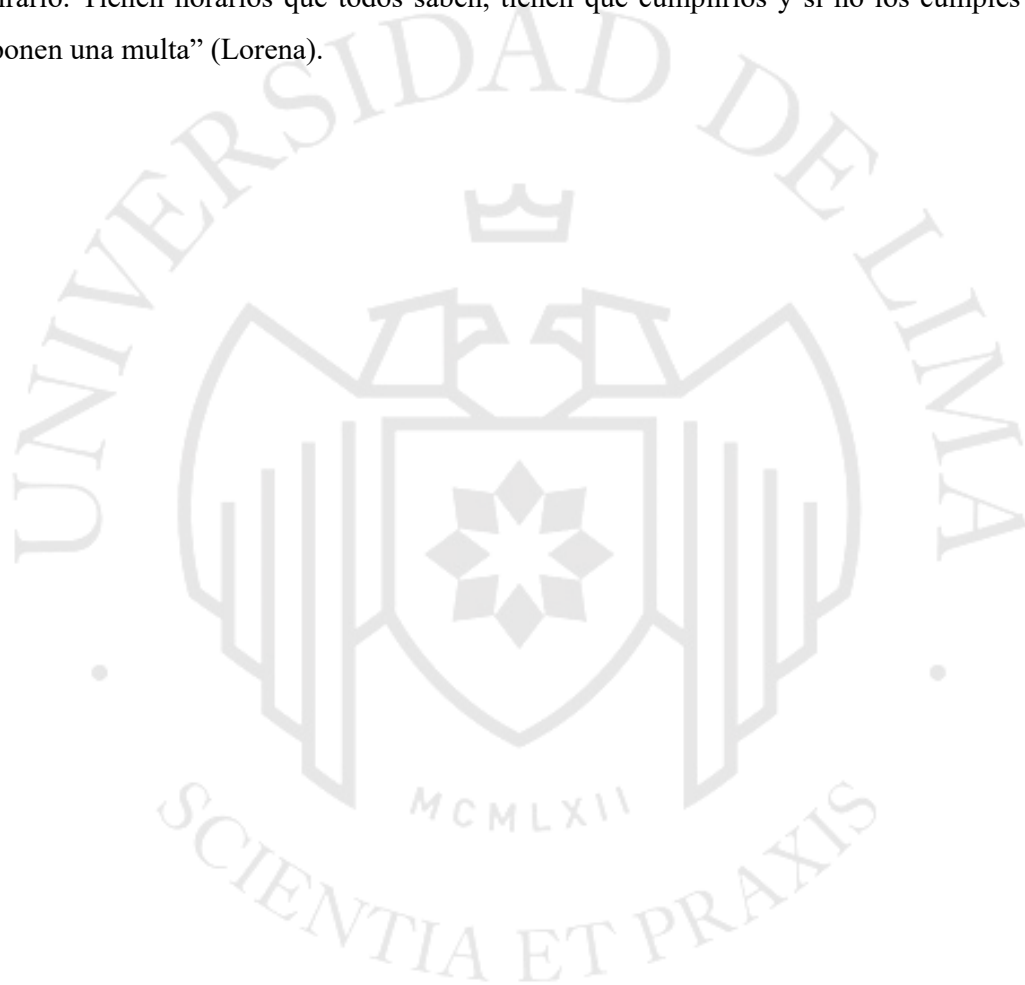 Tienen horarios que todos saben, tienen que cumplirlos y si no los cumples
ponen una multa” (Lorena).
UNIVERSIDAD DE LIMA
MCMLXII
SCIENTIA ET PRAXIS